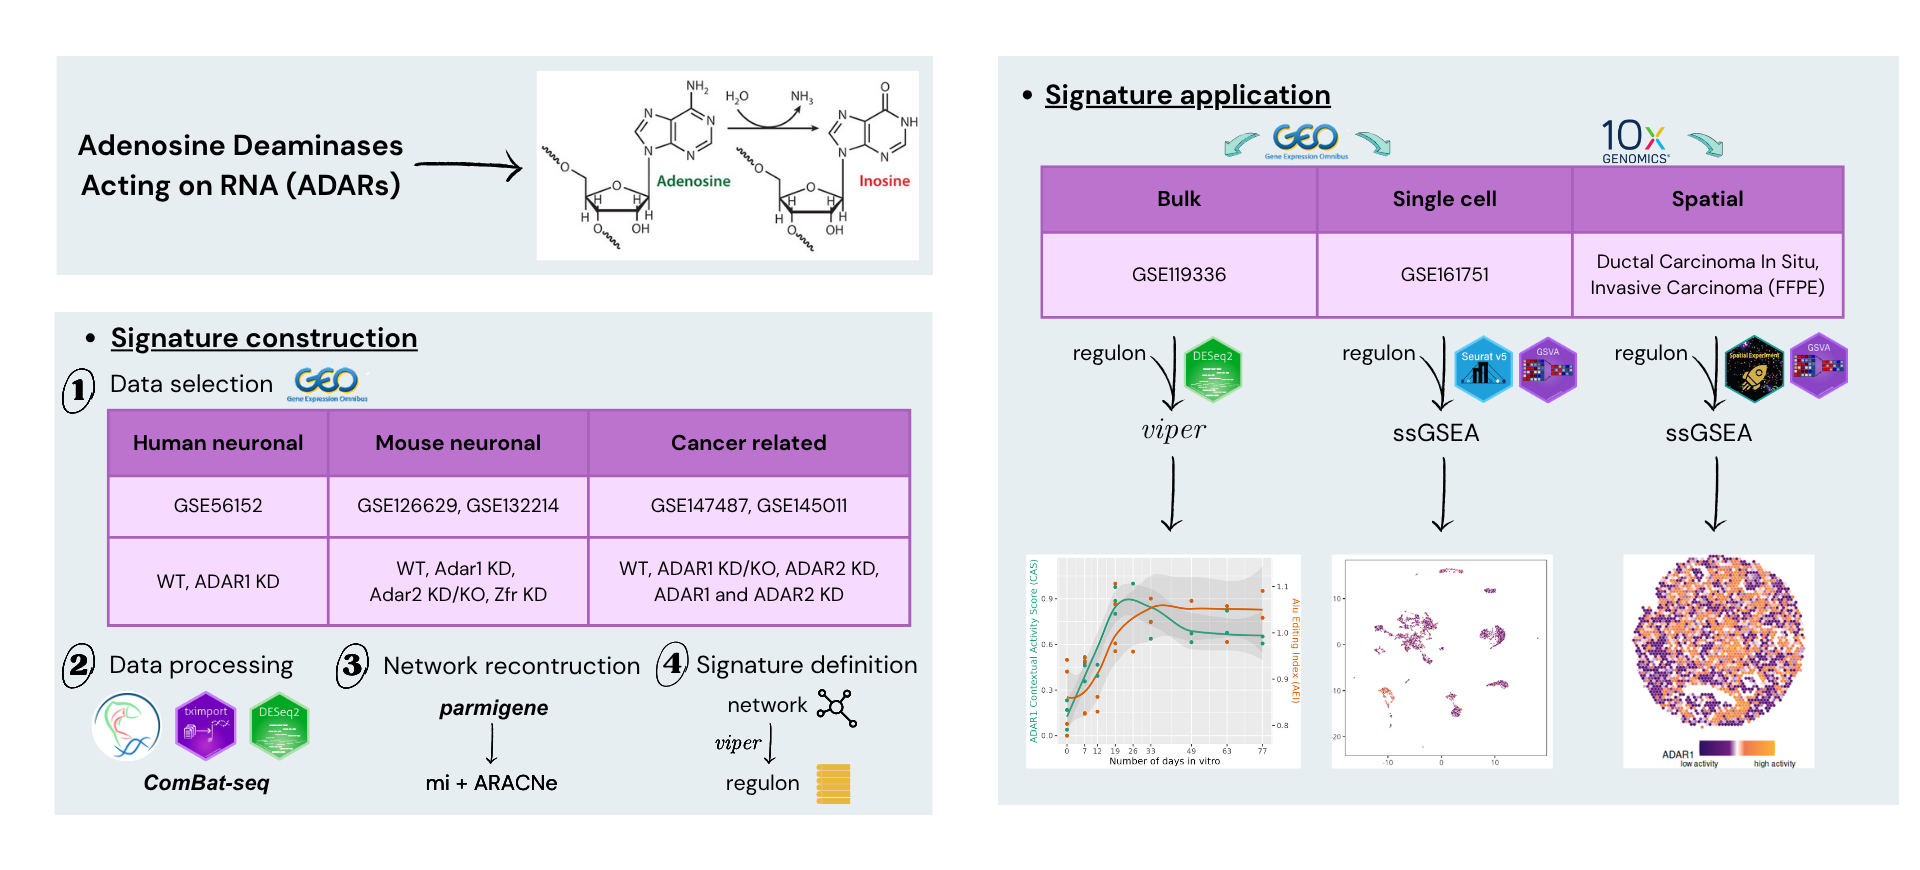 Adenosine Deaminases
Acting on RNA (ADARs)
NH2
N
N
N
N
H2O
NH3
O
N
NH
N
N
O
O
H
H
H
H
O
OH
Adenosine
O
O
H
H
H
H
O
OH
Inosine
• Signature construction
1 Data selection GEO
Gene Expression Omnibus
Human neuronal Mouse neuronal Cancer related
GSE56152 GSE126629, GSE132214 GSE147487, GSE145011
WT, ADAR1 KD
WT, Adar1 KD,
Adar2 KD/KO, Zfr KD
WT, ADAR1 KD/KO, ADAR2 KD,
ADAR1 and ADAR2 KD
2 Data processing
tximport
DESeq2
ComBat-seq
3 Network recontruction
parmigene
mi + ARACNe
4 Signature definition
network
viper
regulon
• Signature application
GEO
Gene Expression Omnibus
10x
GENOMICS
Bulk Single cell Spatial
GSE119336 GSE161751
Ductal Carcinoma In Situ,
Invasive Carcinoma (FFPE)
regulon
DESeq2
viper
regulon
Seurat v5
GSVA
ssGSEA
regulon
Spatial Experiment
GSVA
ssGSEA
ADAR1 Contextual Activity Score (CAS)
0.9
0.6
0.3
0.0
1.1
1.0
0.9
0.8
Alu Editing Index (AEI)
0 7 12 19 26 33 49 63 77
Number of days in vitro
10
0
-10
-20
-10 0 10
ADAR1
low activity high activity